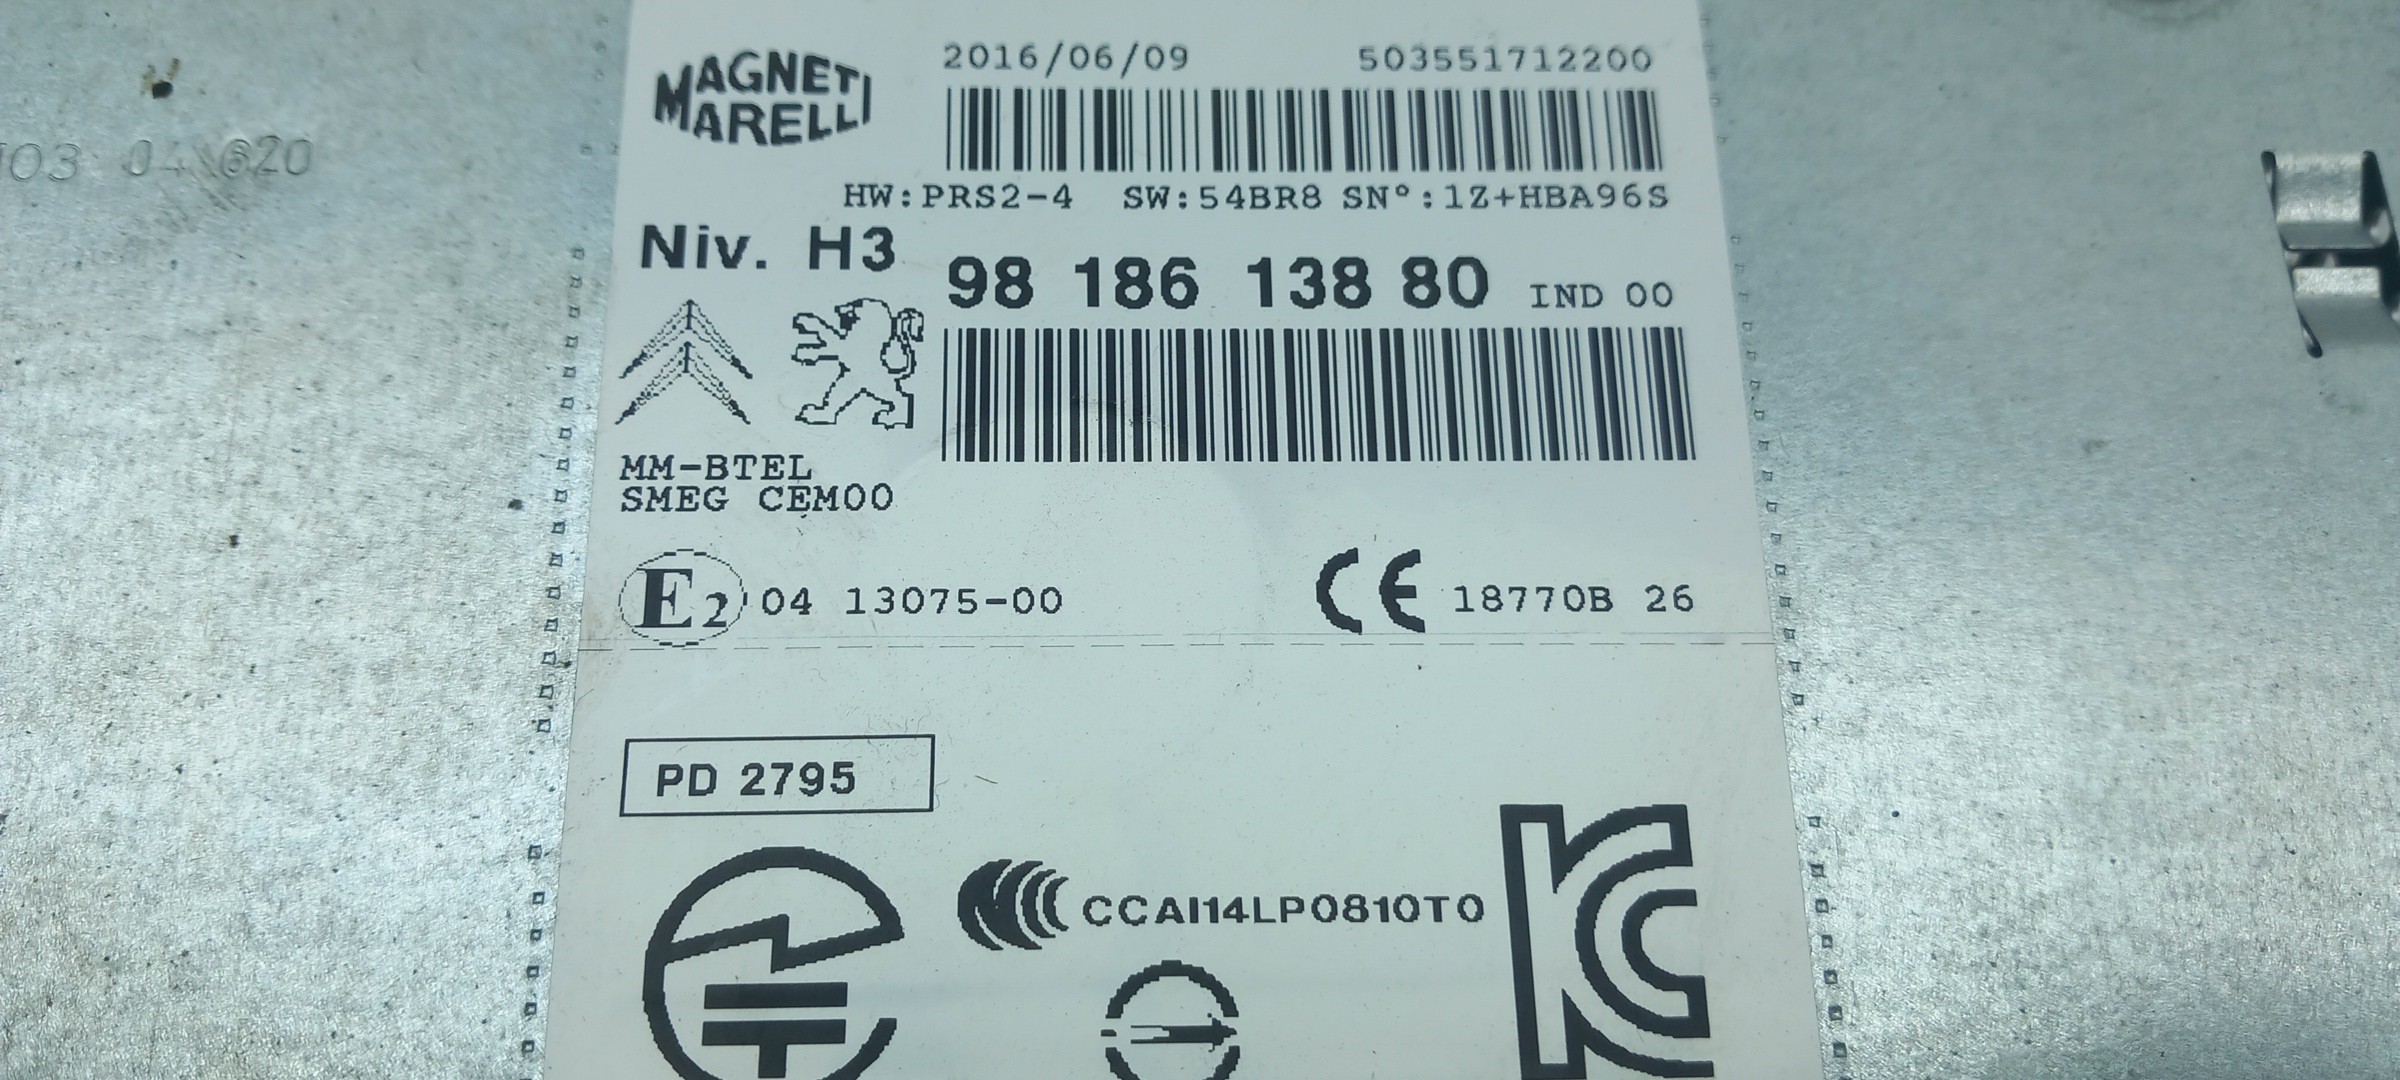 MAGNETI
MARELLI
2016/06/09 503551712200
HW:PRS2-4 SW:54BR8 SN°:1Z+HBA96S
Niv. H3
98 186 138 80 IND 00
MM-BTEL
SMEG CEM00
E2 04 13075-00
CE 18770B 26
PD 2795
CCAI14LP0810T0
03 04 620